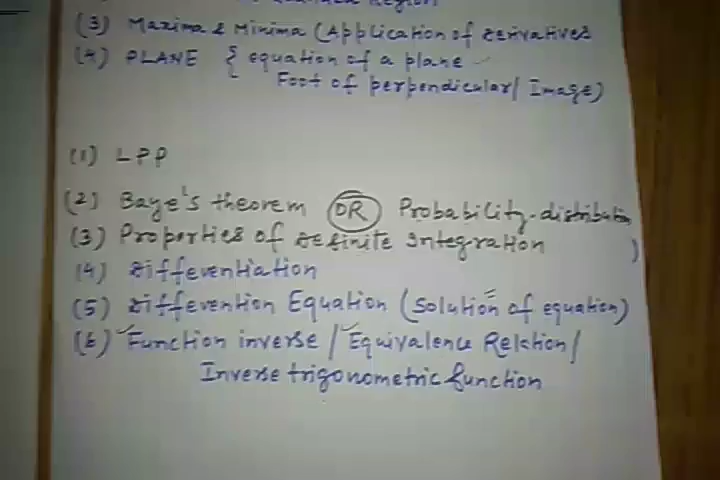 Region
(3) Maxima & Minima (Application of Derivatives
(4) PLANE { equation of a plane
Foot of perpendicular / Image)
(1) LPP
(2) Baye's theorem OR Probability-distribution
(3) Properties of Definite Integration )
(4) Differentiation
(5) Differention Equation (Solution of equation)
(6) Function inverse / Equivalence Relation /
Inverse trigonometric function